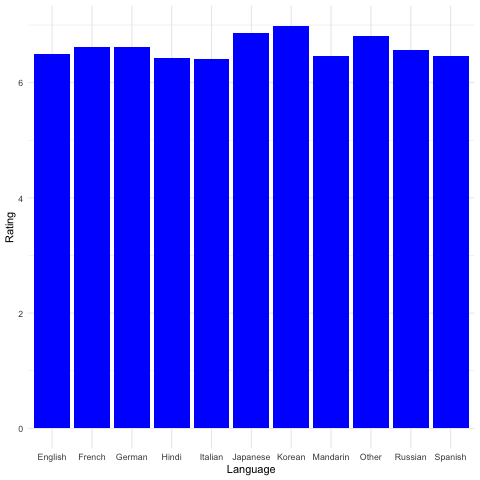 Rating
6
4
2
0
English French German Hindi Italian Japanese Korean Mandarin Other Russian Spanish
Language